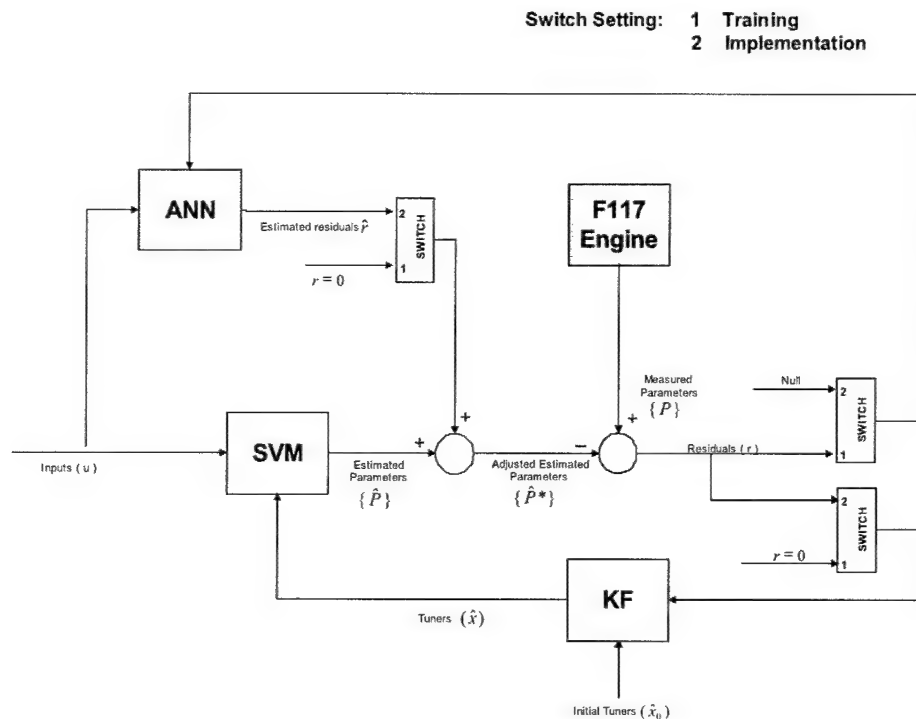 Switch Setting: 1 Training
2 Implementation
ANN
Estimated residuals r̂
2
SWITCH
1
r = 0
F117
Engine
Measured
Parameters
{P}
+
Null
2
SWITCH
1
+
Inputs (u)
SVM
+
Estimated
Parameters
{P̂}
−
Adjusted Estimated
Parameters
{P̂*}
Residuals (r)
2
SWITCH
1
r = 0
KF
Tuners (x̂)
Initial Tuners (x̂₀)